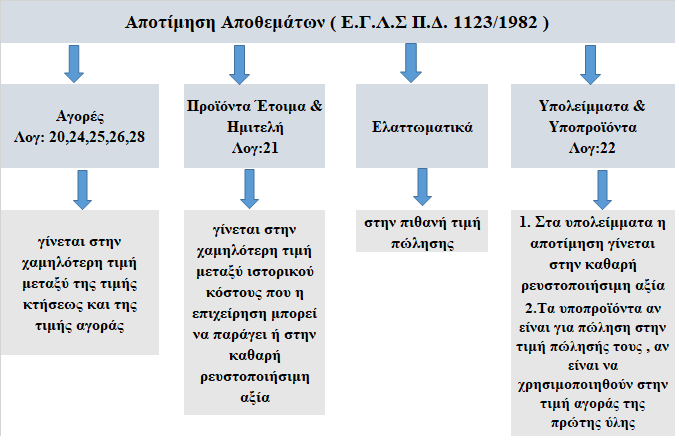 Αποτίμηση Αποθεμάτων ( Ε.Γ.Λ.Σ Π.Δ. 1123/1982 )
Αγορές
Λογ: 20,24,25,26,28
Προϊόντα Έτοιμα &
Ημιτελή
Λογ:21
Ελαττωματικά
Υπολείμματα &
Υποπροϊόντα
Λογ:22
γίνεται στην
χαμηλότερη τιμή
μεταξύ της τιμής
κτήσεως και της
τιμής αγοράς
γίνεται στην
χαμηλότερη τιμή
μεταξύ ιστορικού
κόστους που η
επιχείρηση μπορεί
να παράγει ή στην
καθαρή
ρευστοποιήσιμη
αξία
στην πιθανή τιμή
πώλησης
1. Στα υπολείμματα η
αποτίμηση γίνεται
στην καθαρή
ρευστοποιήσιμη αξία
2.Τα υποπροϊόντα αν
είναι για πώληση στην
τιμή πώλησής τους , αν
είναι να
χρησιμοποιηθούν στην
τιμή αγοράς της
πρώτης ύλης